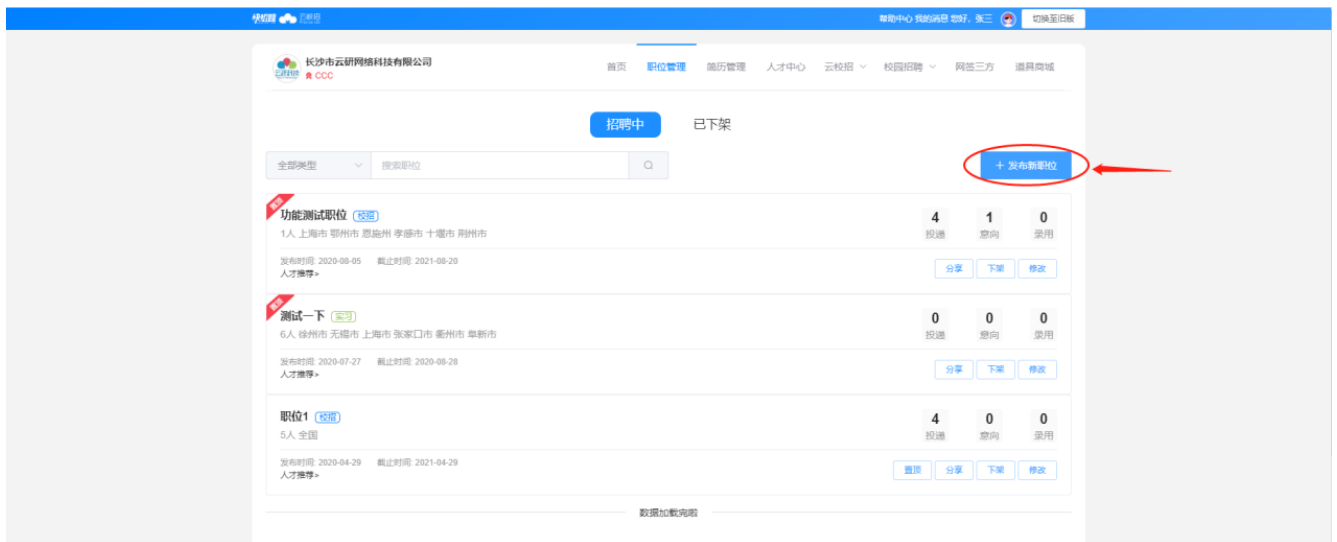 云就业
帮助中心 我的消息 您好，张三 切换至旧板
长沙市云研网络科技有限公司
CCC
首页 职位管理 简历管理 人才中心 云校招 校园招聘 网签三方 道具商城
招聘中 已下架
全部类型 搜索职位 + 发布新职位
置顶
功能测试职位 校招
4 1 0
1人 上海市 鄂州市 恩施州 孝感市 十堰市 荆州市
投递 意向 录用
发布时间: 2020-08-05 截止时间: 2021-08-20
人才推荐>
分享 下架 修改
置顶
测试一下 实习
0 0 0
6人 徐州市 无锡市 上海市 张家口市 衢州市 阜新市
投递 意向 录用
发布时间: 2020-07-27 截止时间: 2020-08-28
人才推荐>
分享 下架 修改
职位1 校招
4 0 0
5人 全国
投递 意向 录用
发布时间: 2020-04-29 截止时间: 2021-04-29
人才推荐>
置顶 分享 下架 修改
数据加载完啦